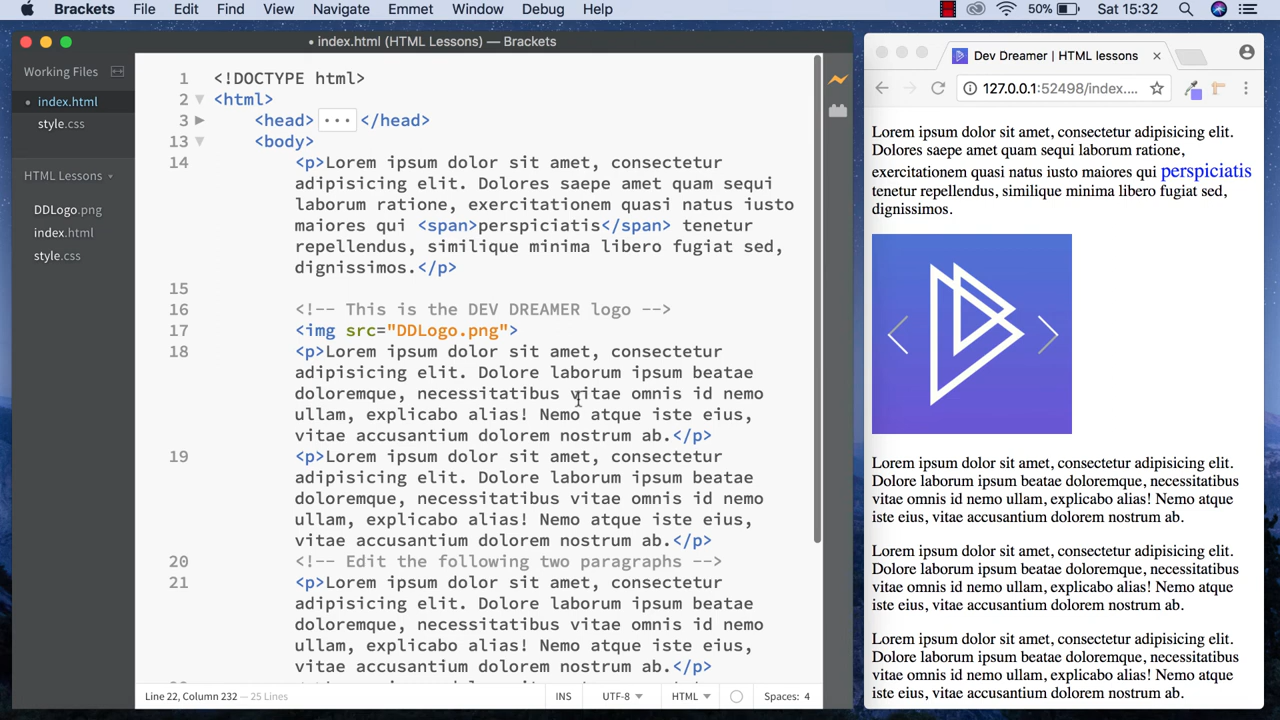 Brackets File Edit Find View Navigate Emmet Window Debug Help 50% Sat 15:32
• index.html (HTML Lessons) — Brackets
Working Files
index.html
style.css
HTML Lessons
DDLogo.png
index.html
style.css
1 <!DOCTYPE html>
2 <html>
3 <head> ••• </head>
13 <body>
14 <p>Lorem ipsum dolor sit amet, consectetur
adipisicing elit. Dolores saepe amet quam sequi
laborum ratione, exercitationem quasi natus iusto
maiores qui <span>perspiciatis</span> tenetur
repellendus, similique minima libero fugiat sed,
dignissimos.</p>
15
16 <!-- This is the DEV DREAMER logo -->
17 <img src="DDLogo.png">
18 <p>Lorem ipsum dolor sit amet, consectetur
adipisicing elit. Dolore laborum ipsum beatae
doloremque, necessitatibus vitae omnis id nemo
ullam, explicabo alias! Nemo atque iste eius,
vitae accusantium dolorem nostrum ab.</p>
19 <p>Lorem ipsum dolor sit amet, consectetur
adipisicing elit. Dolore laborum ipsum beatae
doloremque, necessitatibus vitae omnis id nemo
ullam, explicabo alias! Nemo atque iste eius,
vitae accusantium dolorem nostrum ab.</p>
20 <!-- Edit the following two paragraphs -->
21 <p>Lorem ipsum dolor sit amet, consectetur
adipisicing elit. Dolore laborum ipsum beatae
doloremque, necessitatibus vitae omnis id nemo
ullam, explicabo alias! Nemo atque iste eius,
vitae accusantium dolorem nostrum ab.</p>
Line 22, Column 232 — 25 Lines INS UTF-8 HTML Spaces: 4
Dev Dreamer | HTML lessons
127.0.0.1:52498/index....
Lorem ipsum dolor sit amet, consectetur adipisicing elit.
Dolores saepe amet quam sequi laborum ratione,
exercitationem quasi natus iusto maiores qui perspiciatis
tenetur repellendus, similique minima libero fugiat sed,
dignissimos.
Lorem ipsum dolor sit amet, consectetur adipisicing elit.
Dolore laborum ipsum beatae doloremque, necessitatibus
vitae omnis id nemo ullam, explicabo alias! Nemo atque
iste eius, vitae accusantium dolorem nostrum ab.
Lorem ipsum dolor sit amet, consectetur adipisicing elit.
Dolore laborum ipsum beatae doloremque, necessitatibus
vitae omnis id nemo ullam, explicabo alias! Nemo atque
iste eius, vitae accusantium dolorem nostrum ab.
Lorem ipsum dolor sit amet, consectetur adipisicing elit.
Dolore laborum ipsum beatae doloremque, necessitatibus
vitae omnis id nemo ullam, explicabo alias! Nemo atque
iste eius, vitae accusantium dolorem nostrum ab.